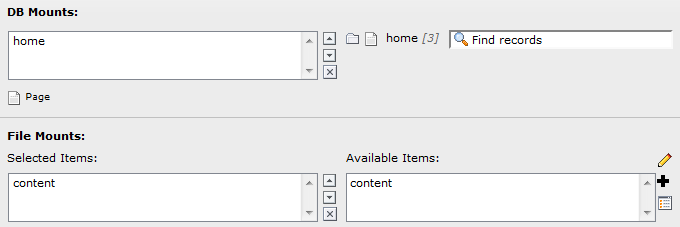 DB Mounts:
home
home [3]
Find records
Page
File Mounts:
Selected Items:
Available Items:
content
content